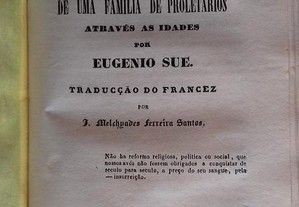 DE UMA FAMILIA DE PROLETARIOS
ATRAVÉS AS IDADES
POR
EUGENIO SUE.
TRADUCÇÃO DO FRANCEZ
POR
J. Melchyades Ferreira Santos.
Não ha reforma religiosa, politica ou social, que
nossos avós não fossem obrigados a conquistar de
seculo para seculo, a preço do seu sangue, pela
— insurreição.